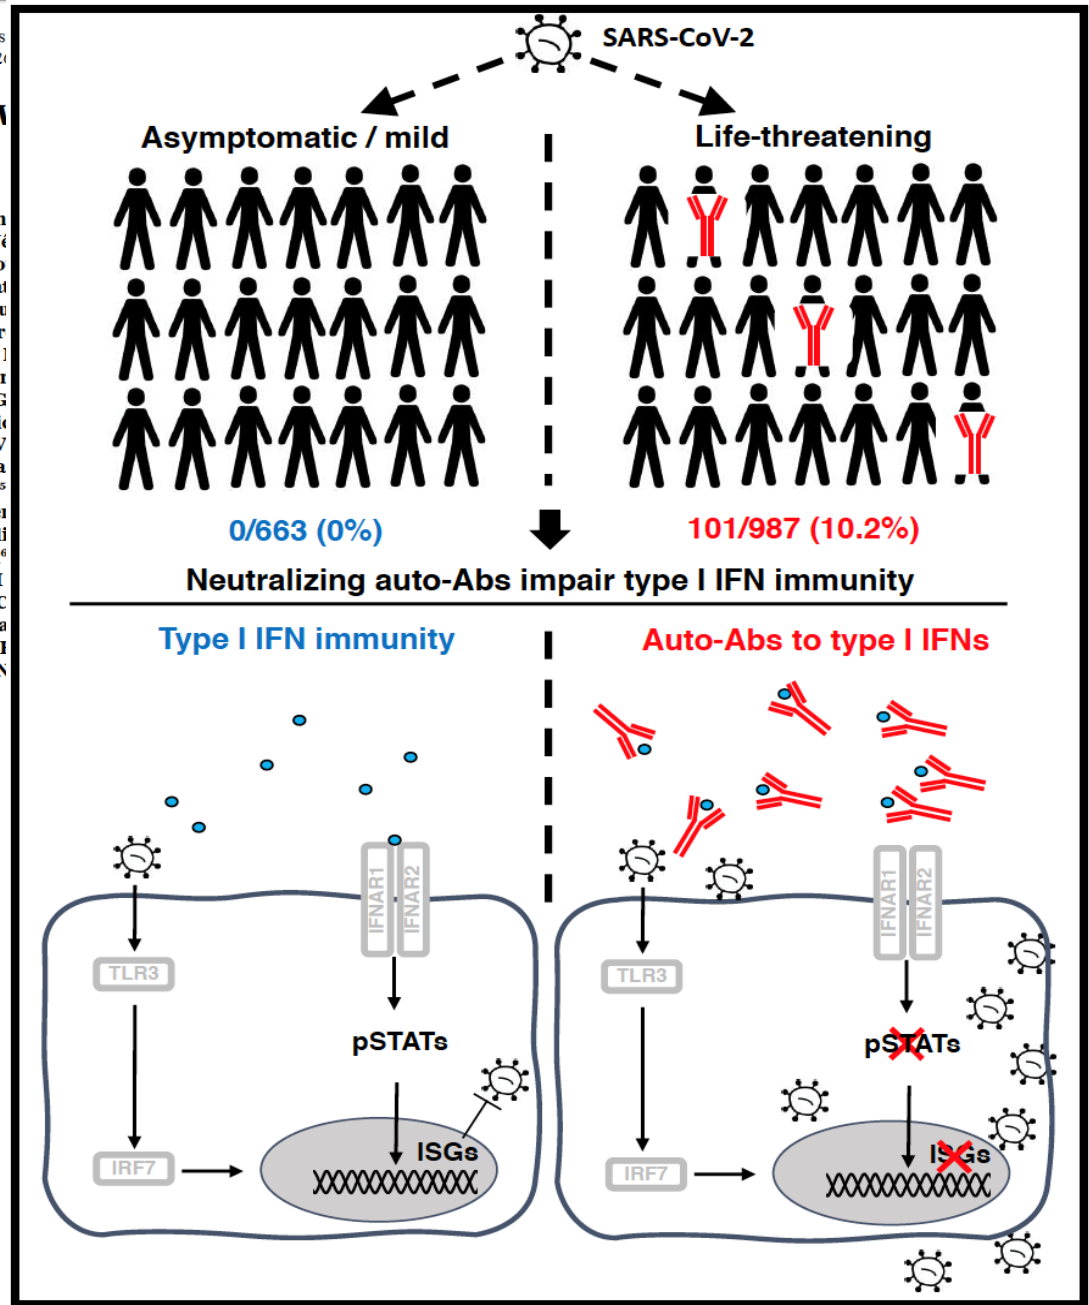 SARS-CoV-2
Asymptomatic / mild
Life-threatening
0/663 (0%)
101/987 (10.2%)
Neutralizing auto-Abs impair type I IFN immunity
Type I IFN immunity
Auto-Abs to type I IFNs
IFNAR1
IFNAR2
TLR3
pSTATs
ISGs
IRF7
IFNAR1
IFNAR2
TLR3
pSTATs
ISGs
IRF7